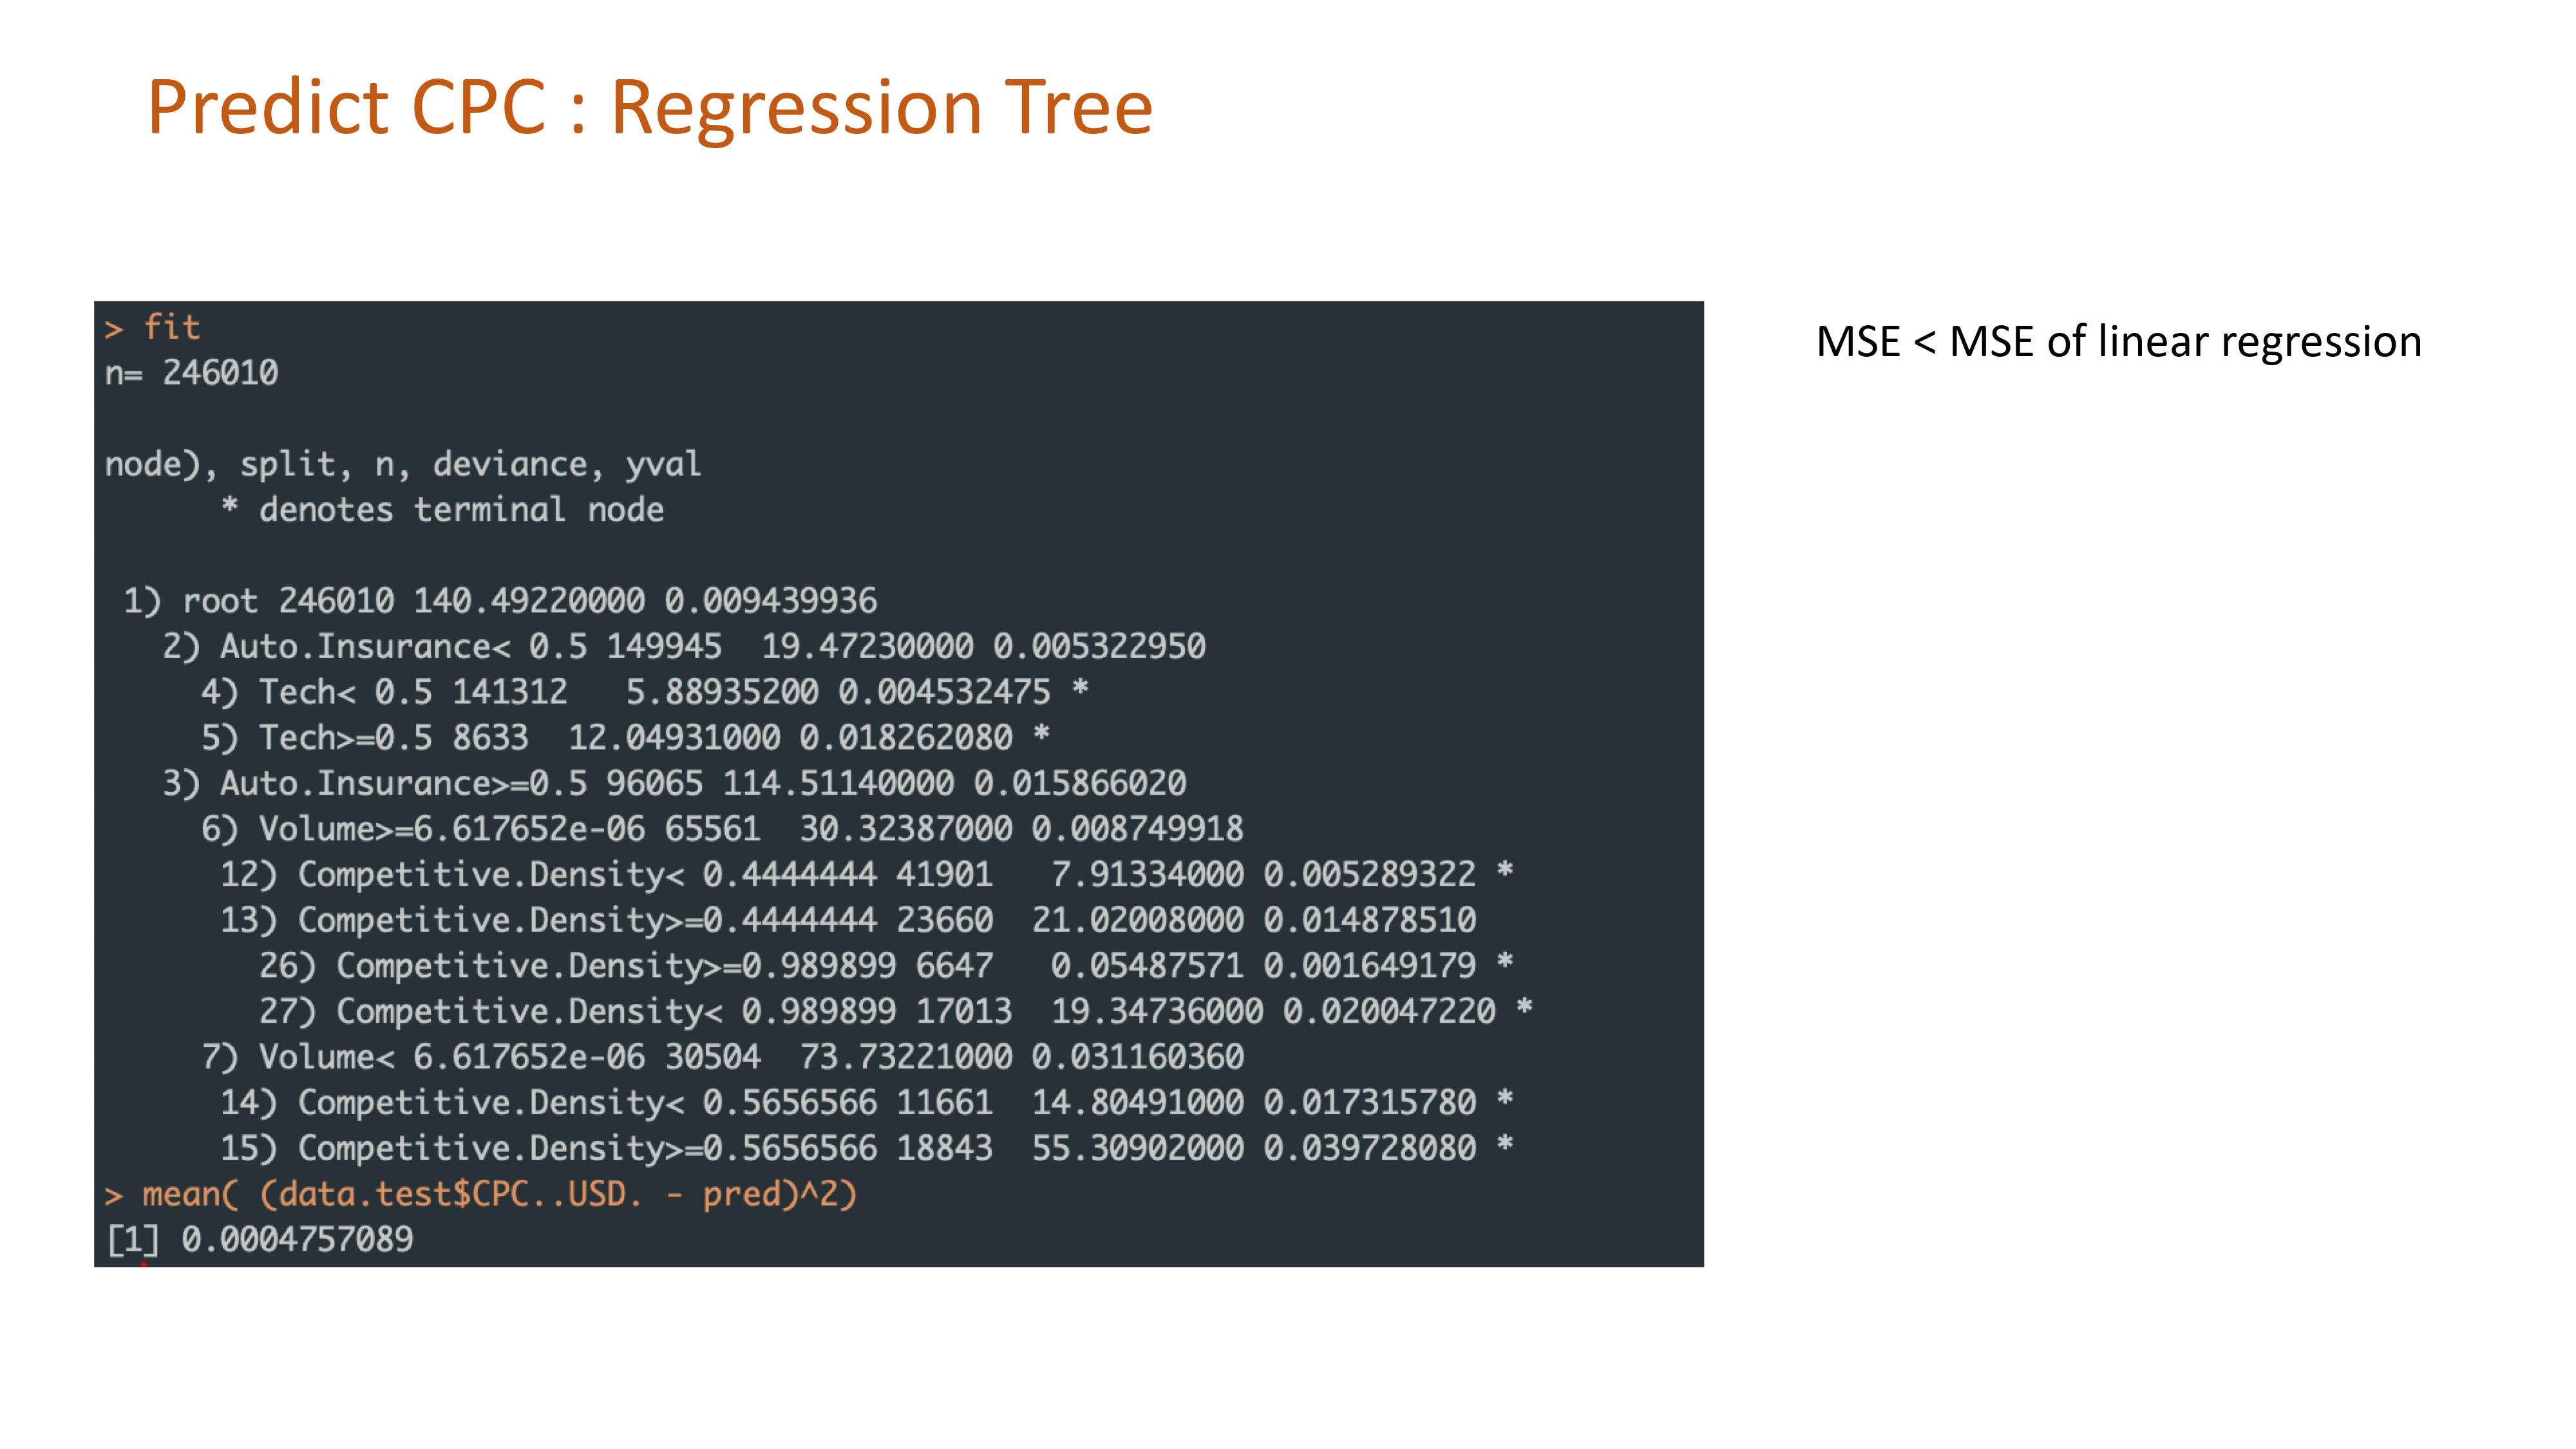 Predict CPC : Regression Tree
> fit
n= 246010
node), split, n, deviance, yval
* denotes terminal node
1) root 246010 140.49220000 0.009439936
2) Auto.Insurance< 0.5 149945 19.47230000 0.005322950
4) Tech< 0.5 141312 5.88935200 0.004532475 *
5) Tech>=0.5 8633 12.04931000 0.018262080 *
3) Auto.Insurance>=0.5 96065 114.51140000 0.015866020
6) Volume>=6.617652e-06 65561 30.32387000 0.008749918
12) Competitive.Density< 0.4444444 41901 7.91334000 0.005289322 *
13) Competitive.Density>=0.4444444 23660 21.02008000 0.014878510
26) Competitive.Density>=0.989899 6647 0.05487571 0.001649179 *
27) Competitive.Density< 0.989899 17013 19.34736000 0.020047220 *
7) Volume< 6.617652e-06 30504 73.73221000 0.031160360
14) Competitive.Density< 0.5656566 11661 14.80491000 0.017315780 *
15) Competitive.Density>=0.5656566 18843 55.30902000 0.039728080 *
> mean( (data.test$CPC..USD. - pred)^2)
[1] 0.0004757089
MSE < MSE of linear regression